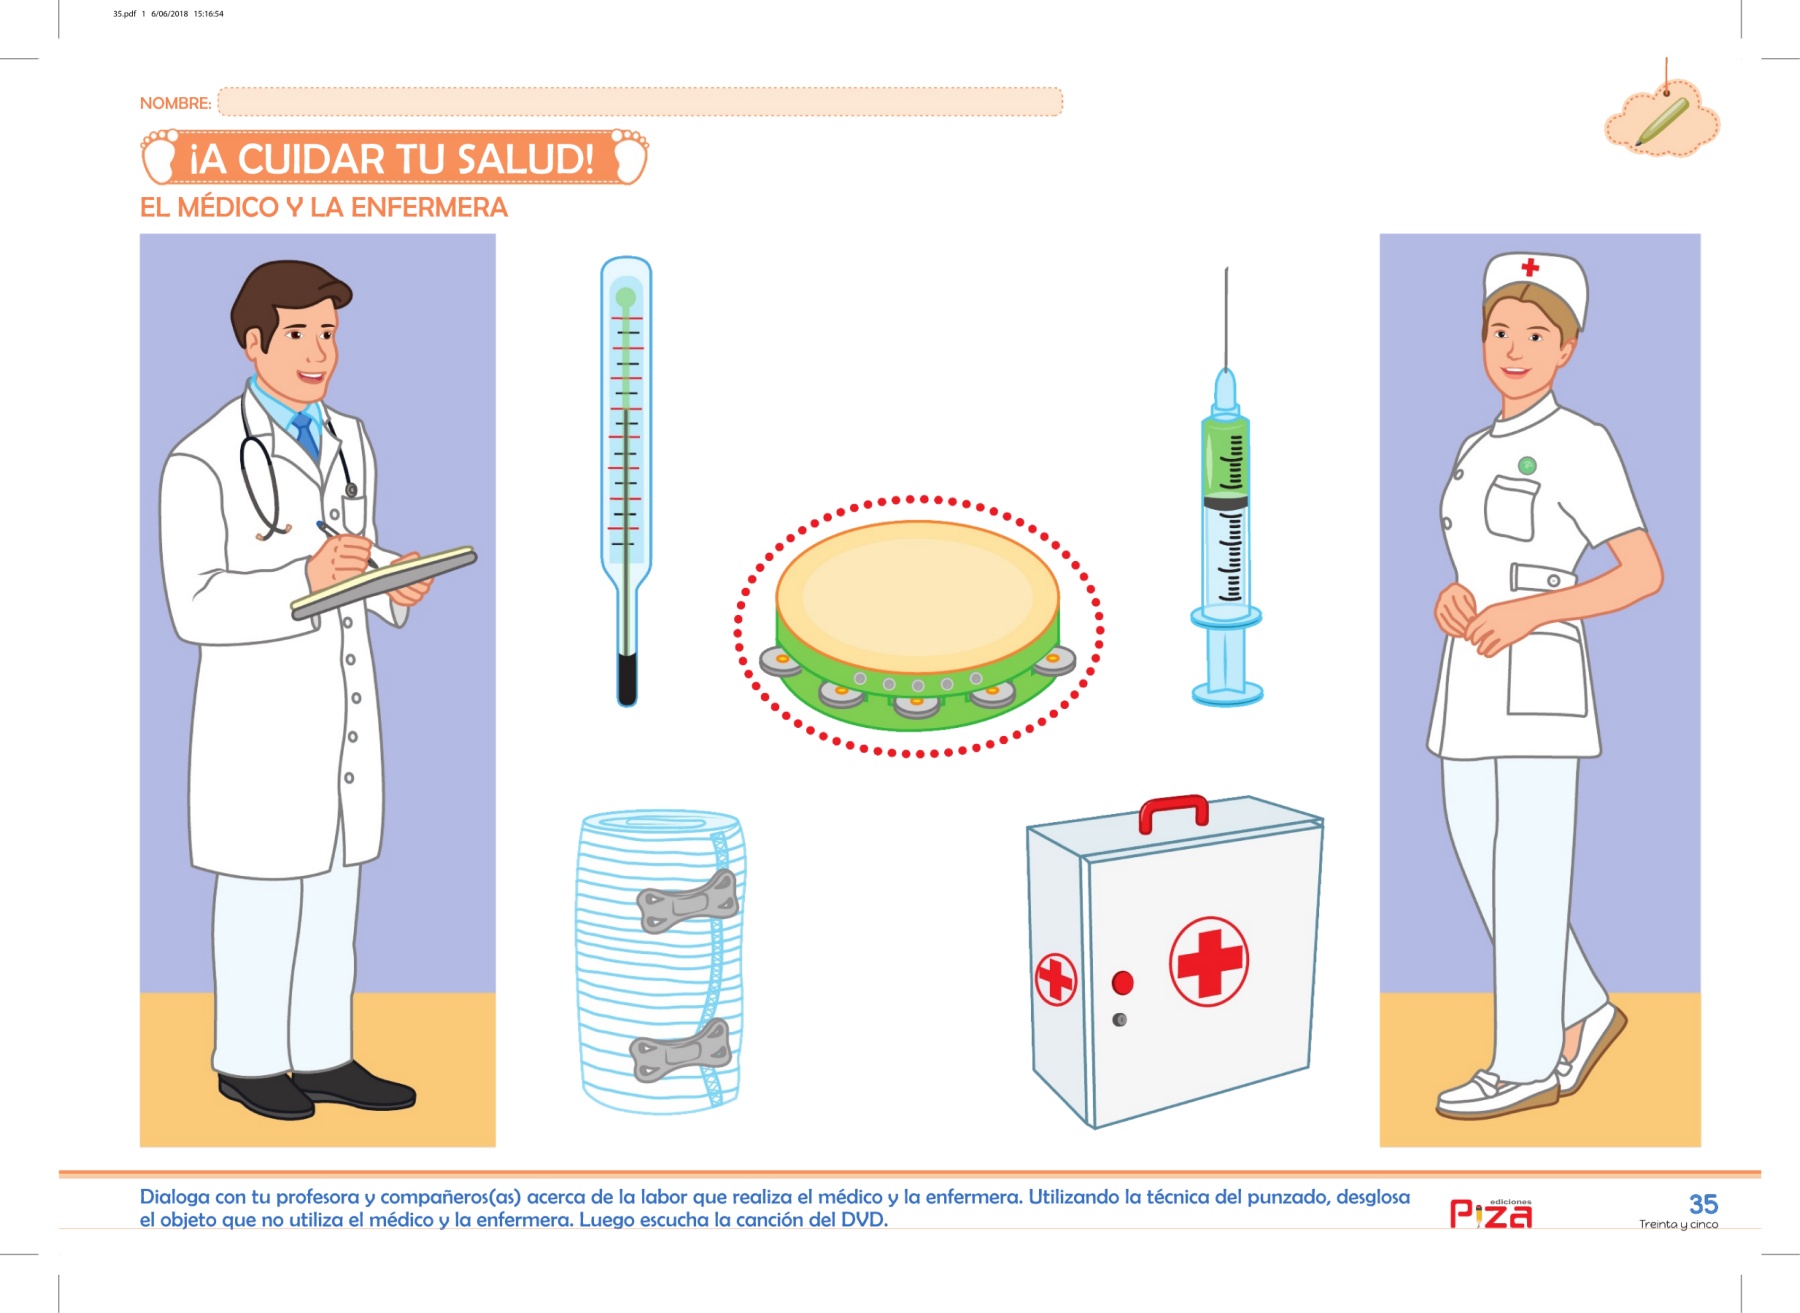 35.pdf 1 6/06/2018 15:16:54
NOMBRE:
¡A CUIDAR TU SALUD!
EL MÉDICO Y LA ENFERMERA
Dialoga con tu profesora y compañeros(as) acerca de la labor que realiza el médico y la enfermera. Utilizando la técnica del punzado, desglosa
el objeto que no utiliza el médico y la enfermera. Luego escucha la canción del DVD.
ediciones
Piza
35
Treinta y cinco